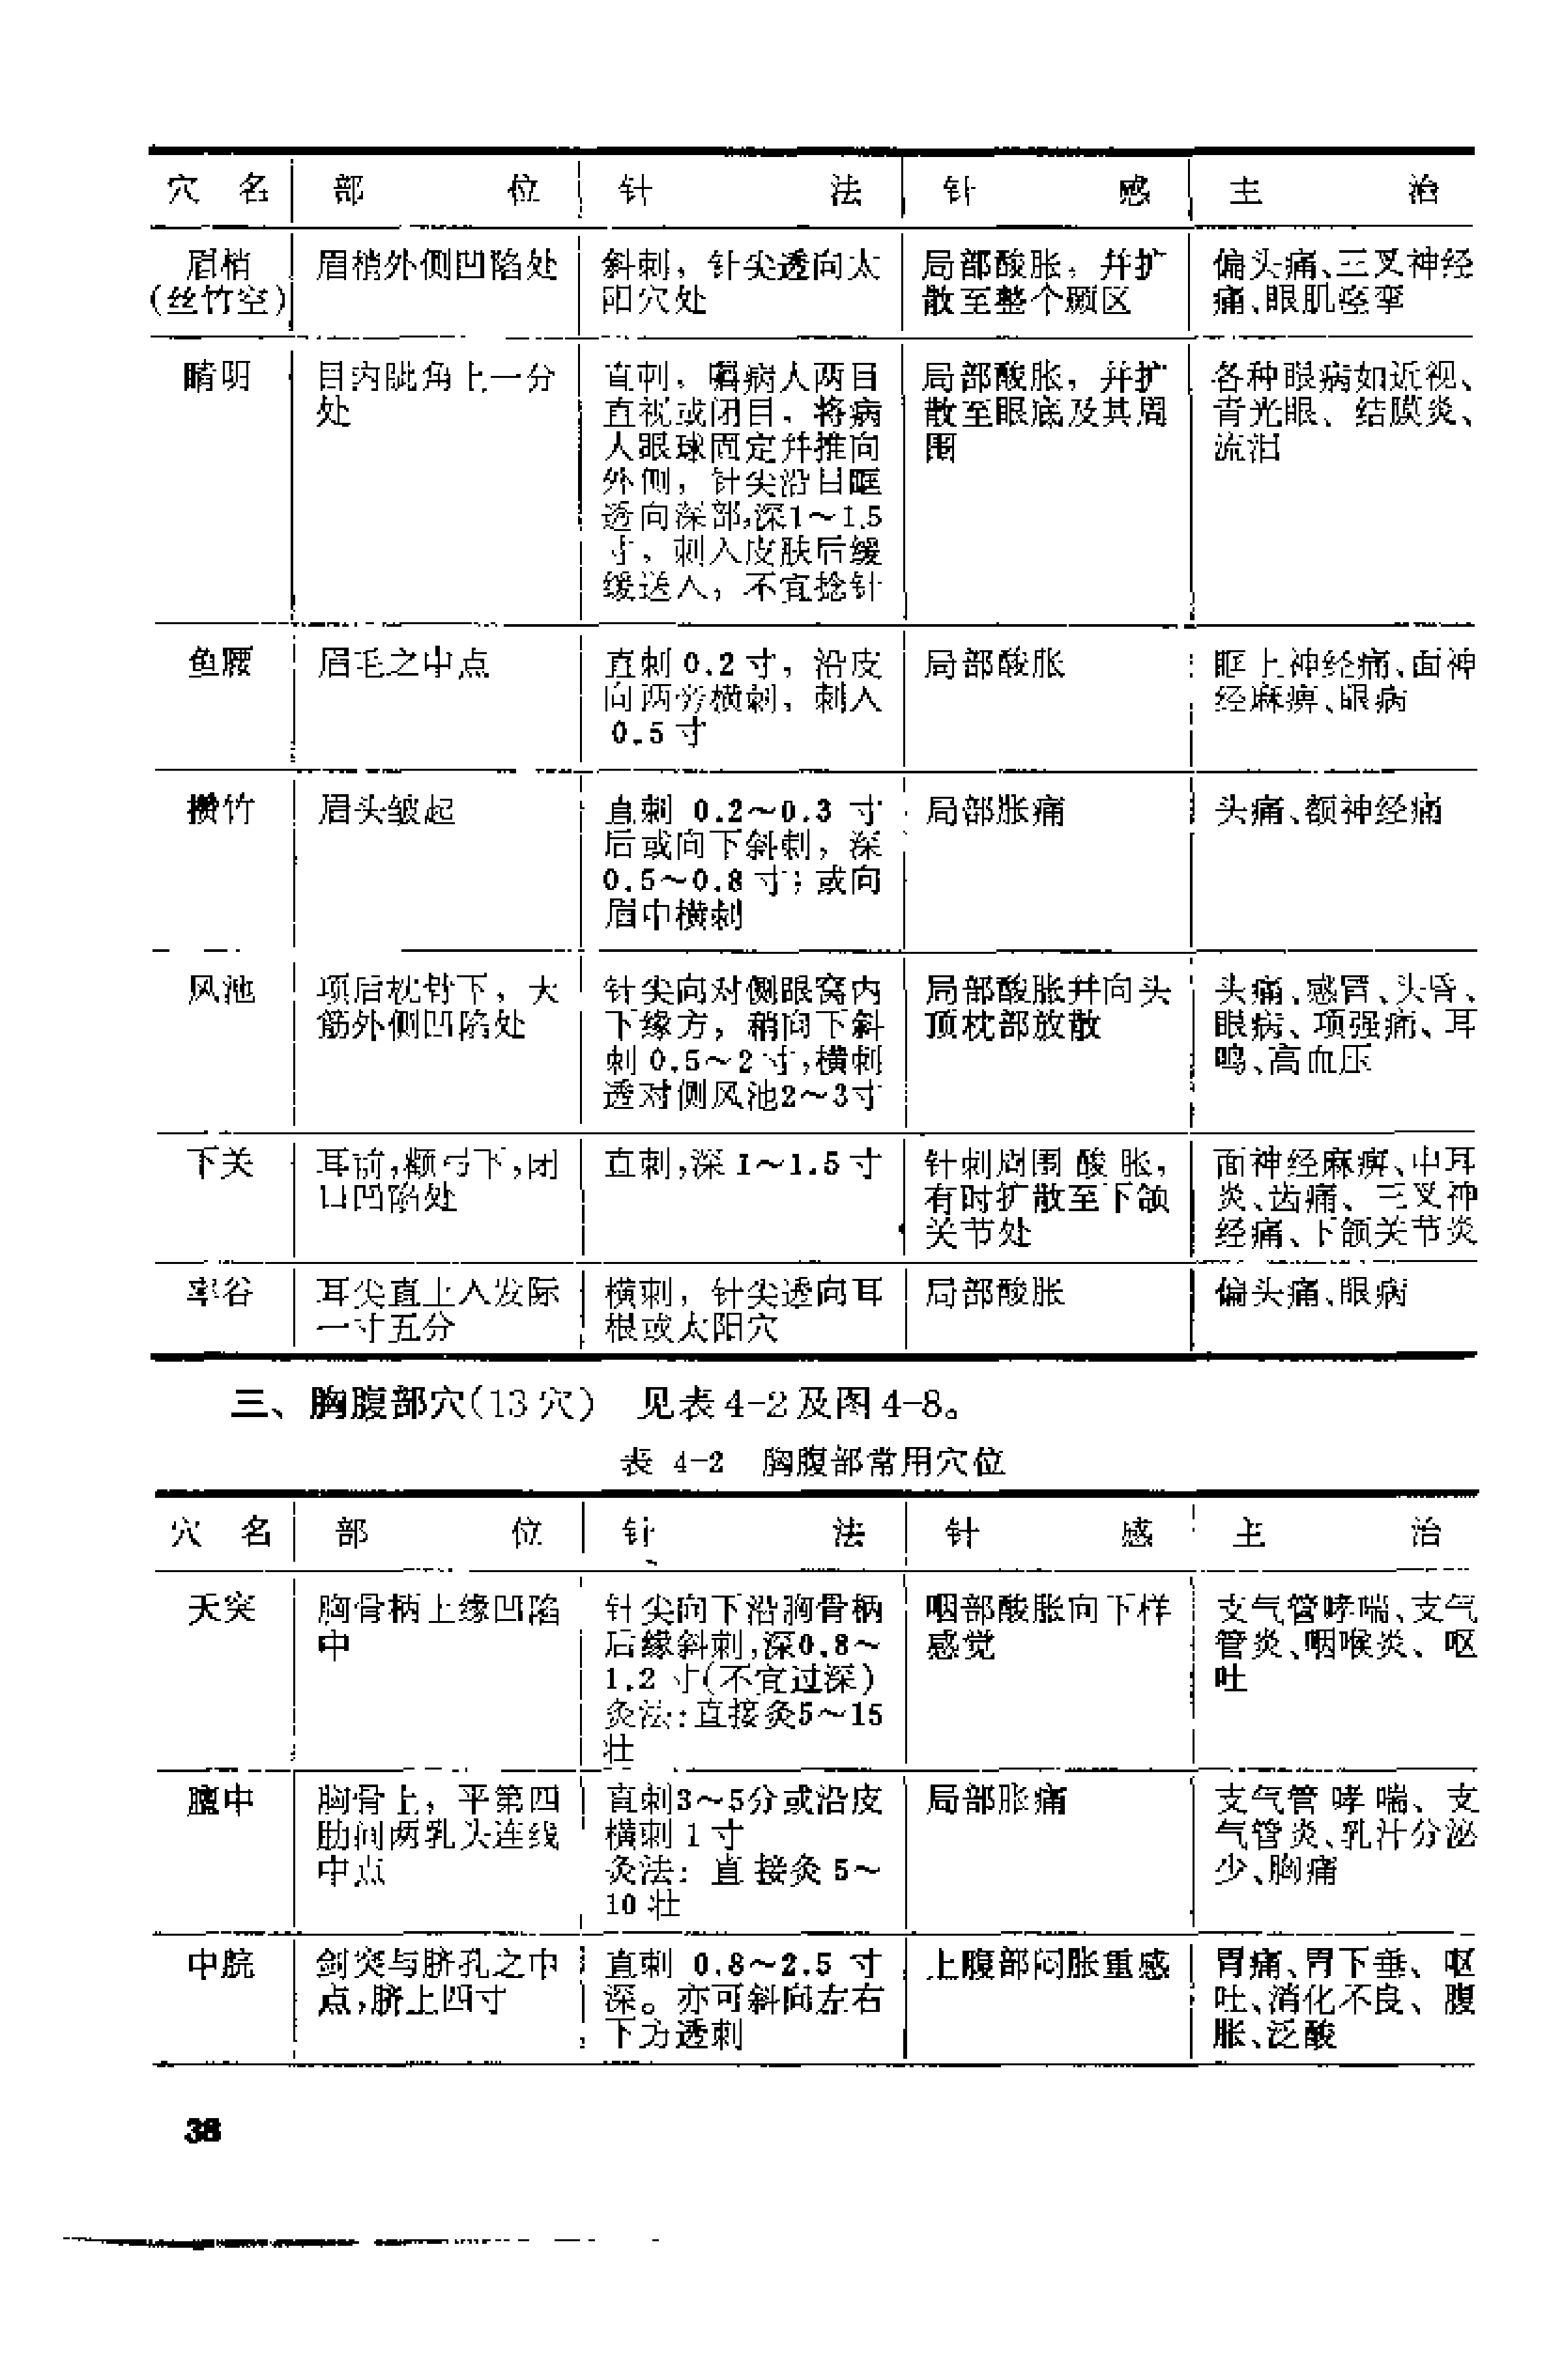 穴 名 部 位 针 法 针 感 主 治
眉梢 眉梢外侧凹陷处 斜刺，针尖透向太 局部酸胀，并扩 偏头痛、三叉神经
(丝竹空) 阳穴处 散至整个颞区 痛、眼肌痉挛
睛明 目内眦角上一分 直刺，嘱病人两目 局部酸胀，并扩 各种眼病如近视、
处 直视或闭目，将病 散至眼底及其周 青光眼、结膜炎、
人眼球固定并推向 围 流泪
外侧，针尖沿目眶
透向深部，深1～1.5
寸，刺入皮肤后缓
缓送入，不宜捻针
鱼腰 眉毛之中点 直刺 0.2 寸，沿皮 局部酸胀 眶上神经痛、面神
向两旁横刺，刺入 经麻痹、眼病
0.5 寸
攒竹 眉头皱起 直刺 0.2～0.3 寸 局部胀痛 头痛、额神经痛
后或向下斜刺，深
0.5～0.8 寸；或向
眉中横刺
风池 项后枕骨下，大 针尖向对侧眼窝内 局部酸胀并向头 头痛、感冒、头昏、
筋外侧凹陷处 下缘方，稍向下斜 顶枕部放散 眼病、项强痛、耳
刺 0.5～2 寸，横刺 鸣、高血压
透对侧风池2～3寸
下关 耳前，颧弓下，闭 直刺，深 1～1.5 寸 针刺周围酸胀， 面神经麻痹、中耳
口凹陷处 有时扩散至下颌 炎、齿痛、三叉神
关节处 经痛、下颌关节炎
率谷 耳尖直上入发际 横刺，针尖透向耳 局部酸胀 偏头痛、眼病
一寸五分 根或太阳穴
三、胸腹部穴(13 穴) 见表 4-2 及图 4-8。
表 4-2 胸腹部常用穴位
穴 名 部 位 针 法 针 感 主 治
天突 胸骨柄上缘凹陷 针尖向下沿胸骨柄 咽部酸胀向下样 支气管哮喘、支气
中 后缘斜刺，深0.8～ 感觉 管炎、咽喉炎、呕
1.2 寸(不宜过深) 吐
灸法：直接灸5～15
壮
膻中 胸骨上，平第四 直刺3～5分或沿皮 局部胀痛 支气管哮喘、支
肋间两乳头连线 横刺 1 寸 气管炎、乳汁分泌
中点 灸法：直接灸 5～ 少、胸痛
10 壮
中脘 剑突与脐孔之中 直刺 0.8～2.5 寸 上腹部闷胀重感 胃痛、胃下垂、呕
点，脐上四寸 深。亦可斜向左右 吐、消化不良、腹
下方透刺 胀、泛酸
38